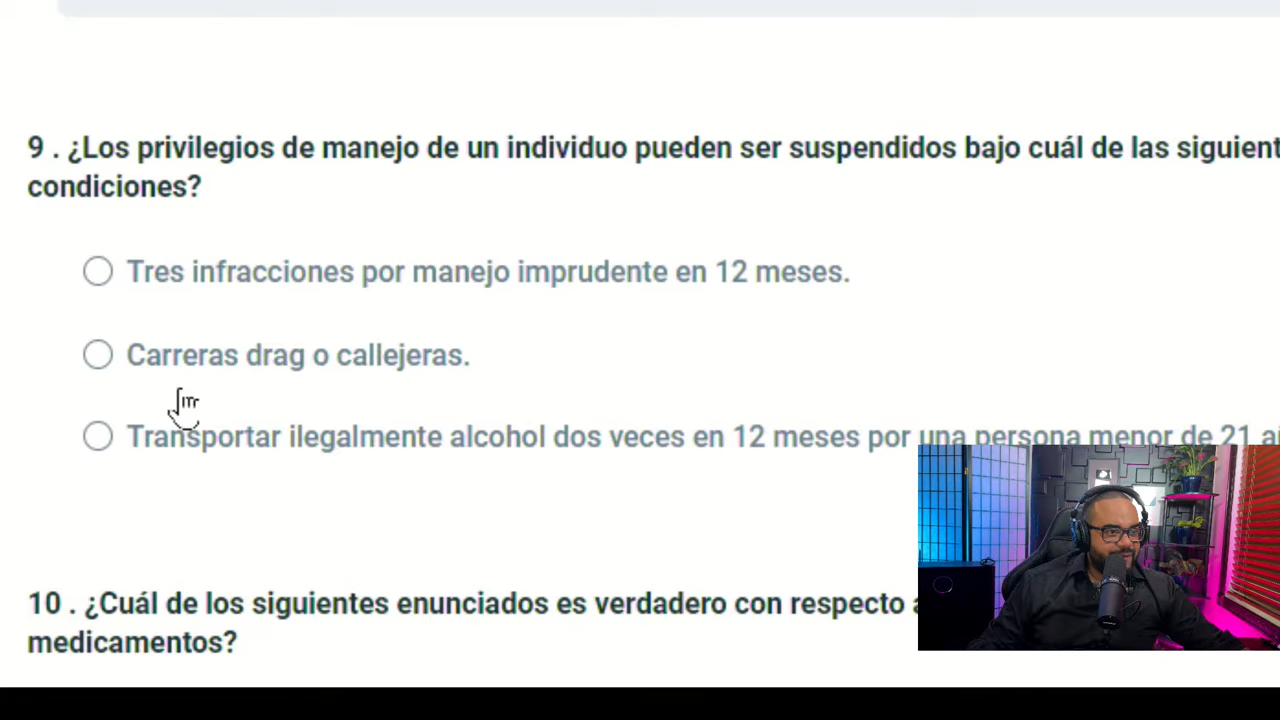 9 . ¿Los privilegios de manejo de un individuo pueden ser suspendidos bajo cuál de las siguient
condiciones?
Tres infracciones por manejo imprudente en 12 meses.
Carreras drag o callejeras.
Transportar ilegalmente alcohol dos veces en 12 meses por una persona menor de 21
10 . ¿Cuál de los siguientes enunciados es verdadero con respecto
medicamentos?